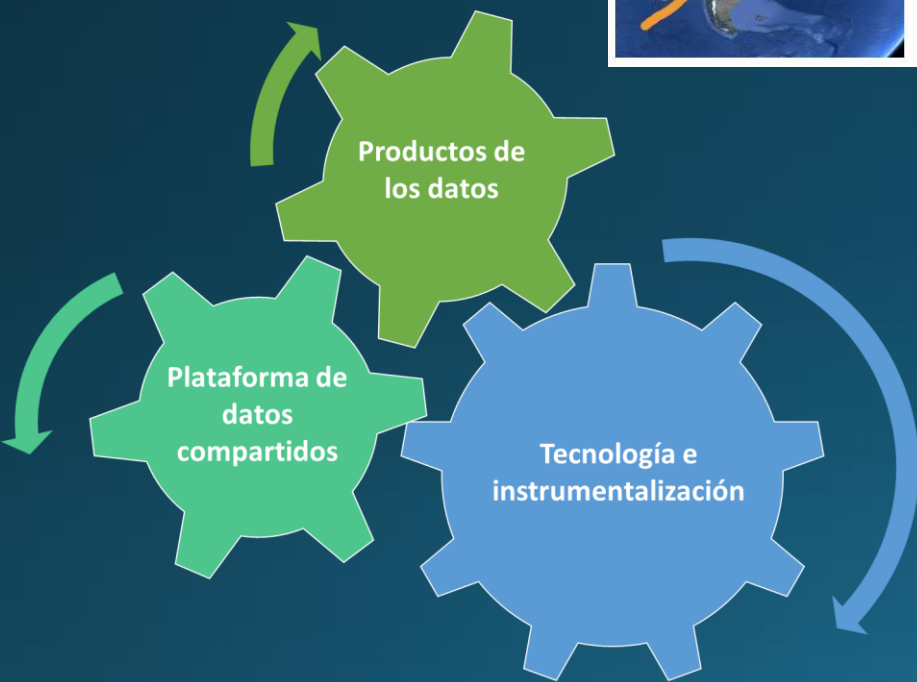 Productos de
los datos
Plataforma de
datos
compartidos
Tecnología e
instrumentalización